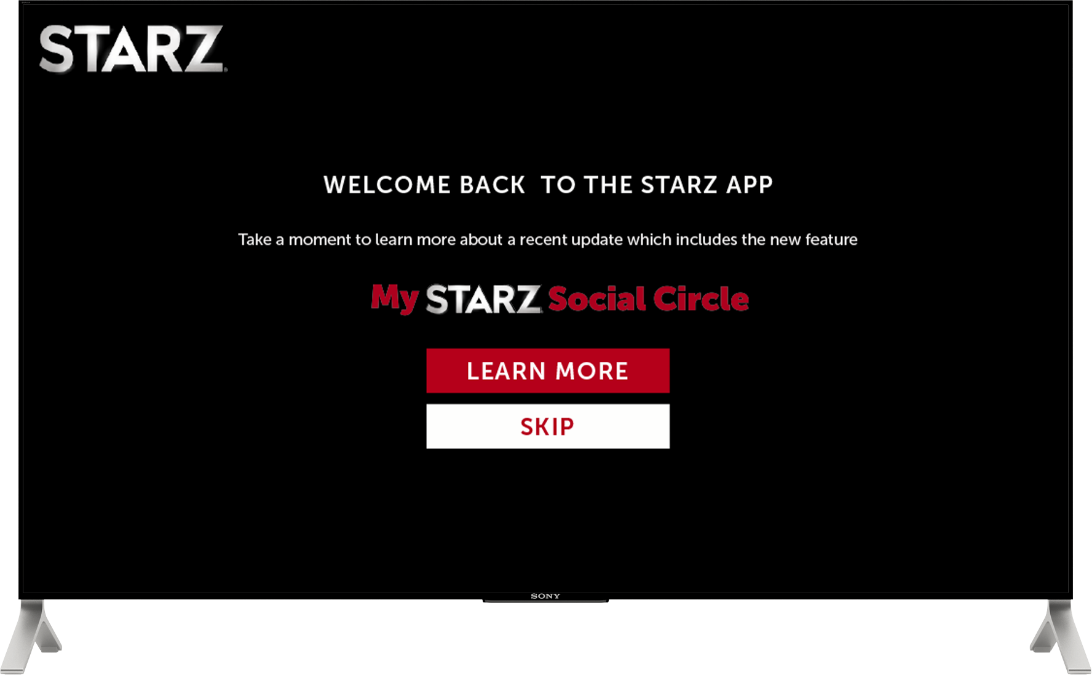 STARZ
WELCOME BACK  TO THE STARZ APP
Take a moment to learn more about a recent update which includes the new feature
My STARZ Social Circle
LEARN MORE
SKIP
SONY